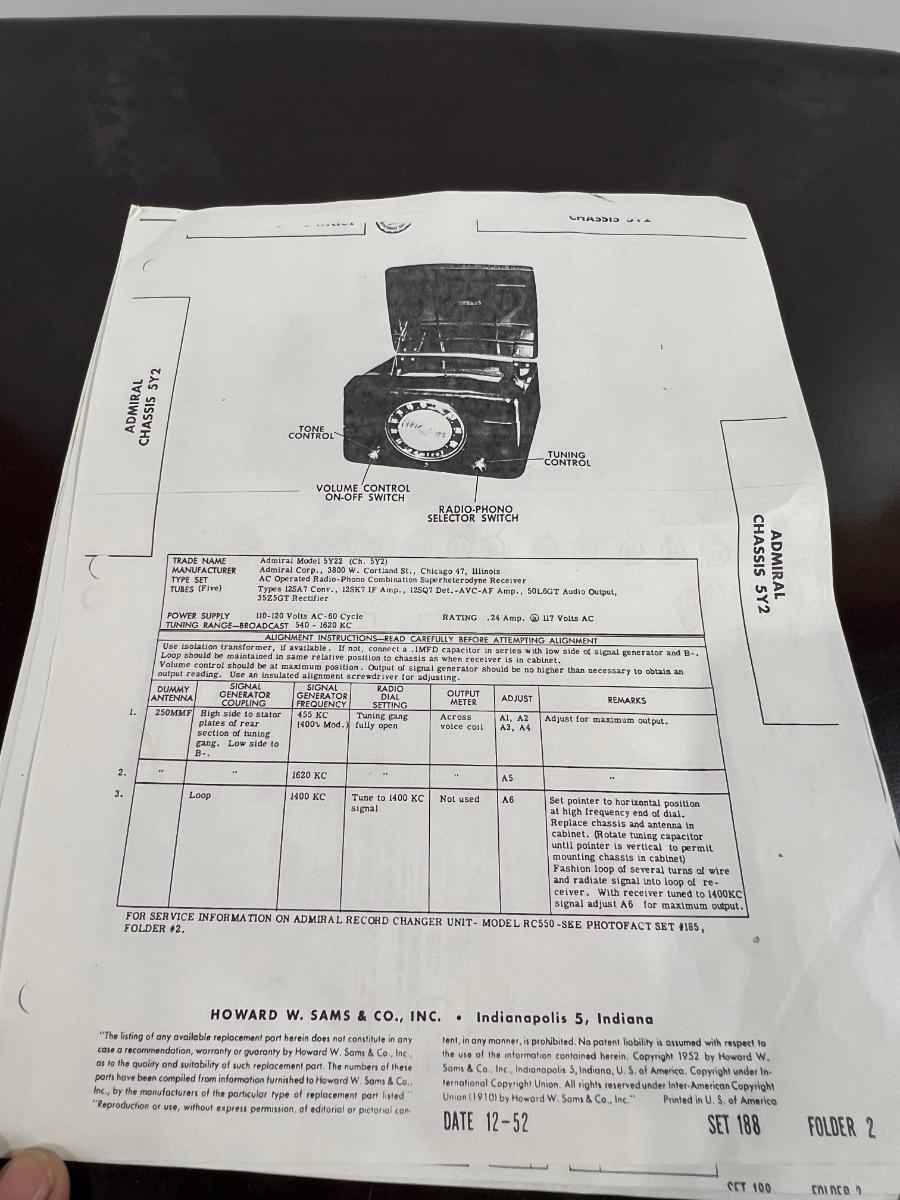 CHASSIS 5Y2
ADMIRAL
CHASSIS 5Y2
TONE
CONTROL
VOLUME CONTROL
ON-OFF SWITCH
TUNING
CONTROL
RADIO-PHONO
SELECTOR SWITCH
ADMIRAL
CHASSIS 5Y2
TRADE NAME Admiral Model 5Y22 (Ch. 5Y2)
MANUFACTURER Admiral Corp., 3800 W. Cortland St., Chicago 47, Illinois
TYPE SET AC Operated Radio-Phono Combination Superheterodyne Receiver
TUBES (Five) Types 12SA7 Conv., 12SK7 IF Amp., 12SQ7 Det.-AVC-AF Amp., 50L6GT Audio Output,
35Z5GT Rectifier
POWER SUPPLY 110-120 Volts AC-60 Cycle RATING .24 Amp. @ 117 Volts AC
TUNING RANGE—BROADCAST 540 - 1620 KC
ALIGNMENT INSTRUCTIONS—READ CAREFULLY BEFORE ATTEMPTING ALIGNMENT
Use isolation transformer, if available. If not, connect a .1MFD capacitor in series with low side of signal generator and B-.
Loop should be maintained in same relative position to chassis as when receiver is in cabinet.
Volume control should be at maximum position. Output of signal generator should be no higher than necessary to obtain an
output reading. Use an insulated alignment screwdriver for adjusting.
DUMMY
ANTENNA
SIGNAL
GENERATOR
COUPLING
SIGNAL
GENERATOR
FREQUENCY
RADIO
DIAL
SETTING
OUTPUT
METER
ADJUST
REMARKS
1.
250MMF
High side to stator
plates of rear
section of tuning
gang. Low side to
B-.
455 KC
(400∿ Mod.)
Tuning gang
fully open
Across
voice coil
A1, A2
A3, A4
Adjust for maximum output.
2.
" " 1620 KC " " A5 "
3.
Loop
1400 KC
Tune to 1400 KC
signal
Not used
A6
Set pointer to horizontal position
at high frequency end of dial.
Replace chassis and antenna in
cabinet. (Rotate tuning capacitor
until pointer is vertical to permit
mounting chassis in cabinet)
Fashion loop of several turns of wire
and radiate signal into loop of re-
ceiver. With receiver tuned to 1400KC
signal adjust A6 for maximum output.
FOR SERVICE INFORMATION ON ADMIRAL RECORD CHANGER UNIT- MODEL RC550 -SEE PHOTOFACT SET #185,
FOLDER #2.
HOWARD W. SAMS & CO., INC. • Indianapolis 5, Indiana
"The listing of any available replacement part herein does not constitute in any
case a recommendation, warranty or guaranty by Howard W. Sams & Co., Inc.,
as to the quality and suitability of such replacement part. The numbers of these
parts have been compiled from information furnished to Howard W. Sams & Co.,
Inc., by the manufacturers of the particular type of replacement part listed."
"Reproduction or use, without express permission, of editorial or pictorial con-
tent, in any manner, is prohibited. No patent liability is assumed with respect to
the use of the information contained herein. Copyright 1952 by Howard W.
Sams & Co., Inc., Indianapolis 5, Indiana, U. S. of America. Copyright under In-
ternational Copyright Union. All rights reserved under Inter-American Copyright
Union (1910) by Howard W. Sams & Co., Inc." Printed in U. S. of America
DATE 12-52 SET 188 FOLDER 2